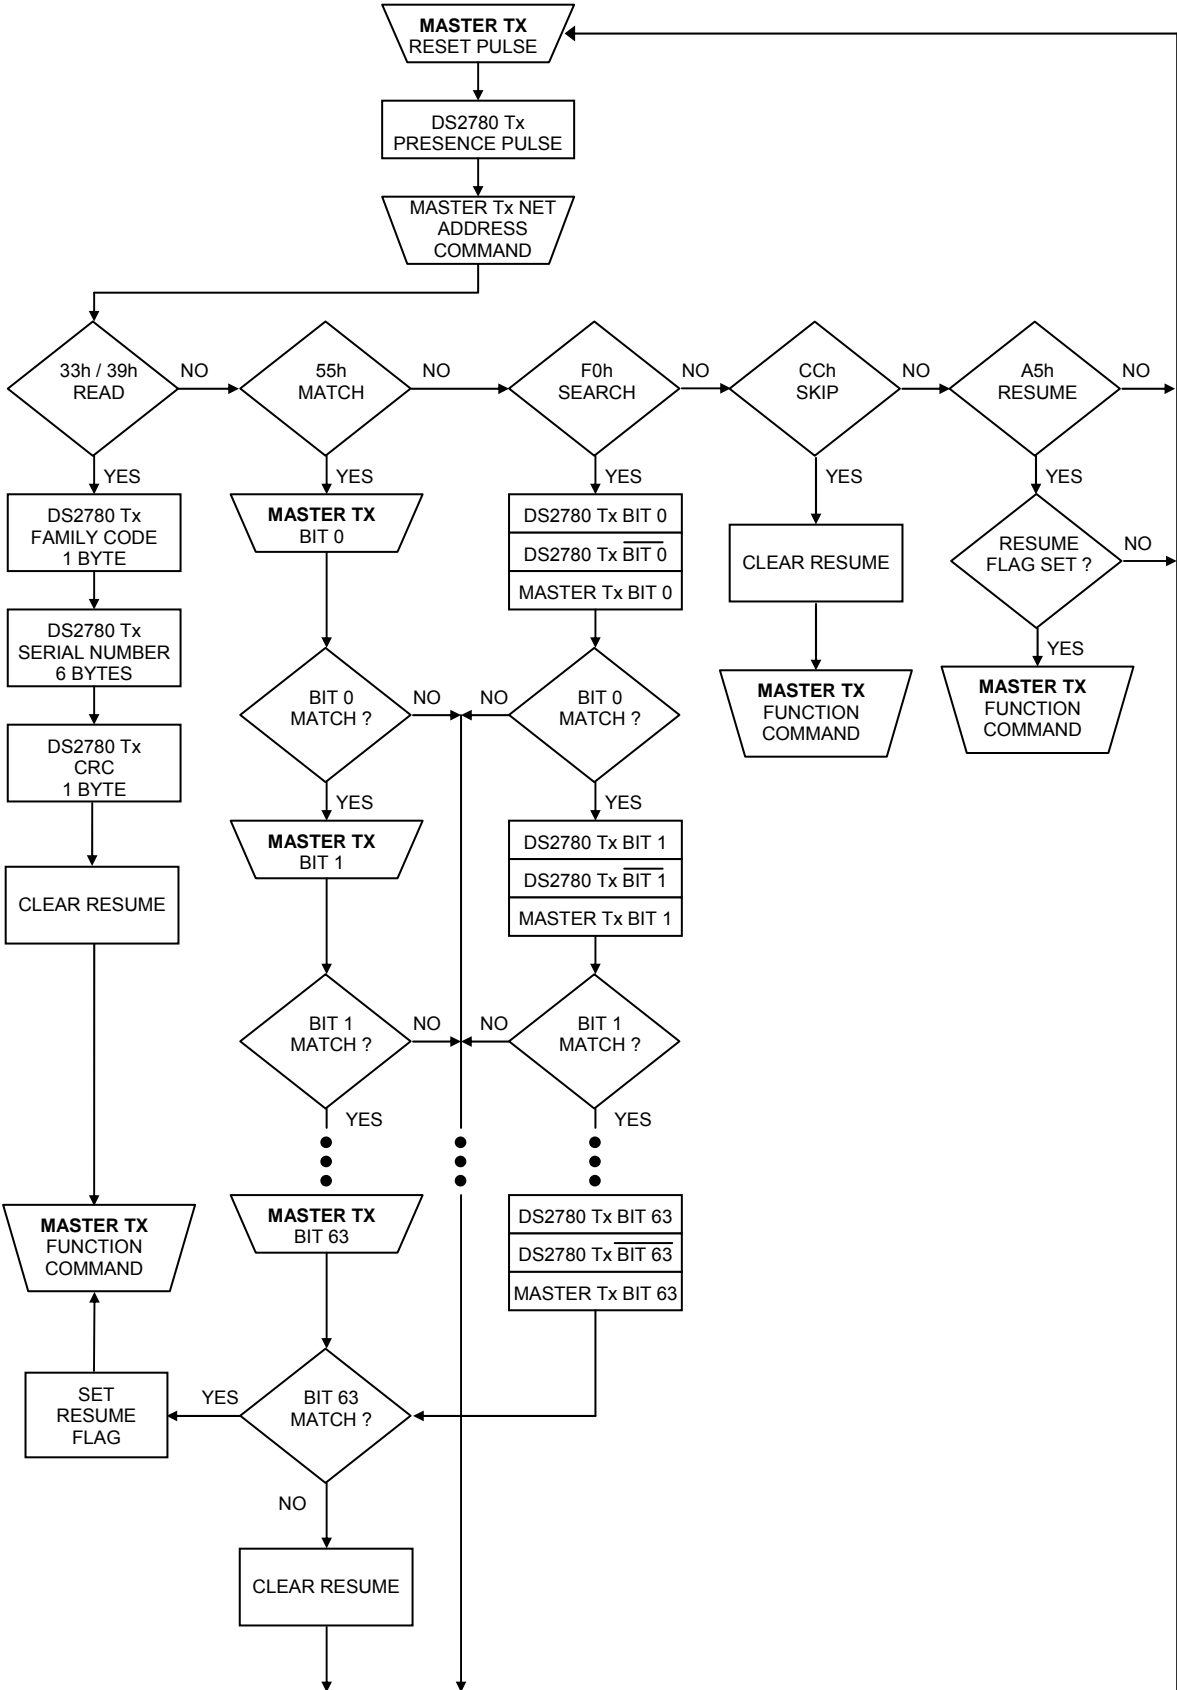 MASTER TX
RESET PULSE
DS2780 Tx
PRESENCE PULSE
MASTER Tx NET
ADDRESS
COMMAND
33h / 39h
READ
NO
55h
MATCH
NO
F0h
SEARCH
NO
CCh
SKIP
NO
A5h
RESUME
NO
YES
YES
YES
YES
YES
DS2780 Tx
FAMILY CODE
1 BYTE
DS2780 Tx
SERIAL NUMBER
6 BYTES
DS2780 Tx
CRC
1 BYTE
CLEAR RESUME
MASTER TX
FUNCTION
COMMAND
SET
RESUME
FLAG
MASTER TX
BIT 0
BIT 0
MATCH ?
NO
YES
MASTER TX
BIT 1
BIT 1
MATCH ?
NO
YES
MASTER TX
BIT 63
BIT 63
MATCH ?
YES
NO
CLEAR RESUME
DS2780 Tx BIT 0
DS2780 Tx B̅I̅T̅ ̅0̅
MASTER Tx BIT 0
NO
BIT 0
MATCH ?
YES
DS2780 Tx BIT 1
DS2780 Tx B̅I̅T̅ ̅1̅
MASTER Tx BIT 1
NO
BIT 1
MATCH ?
YES
DS2780 Tx BIT 63
DS2780 Tx B̅I̅T̅ ̅6̅3̅
MASTER Tx BIT 63
CLEAR RESUME
MASTER TX
FUNCTION
COMMAND
RESUME
FLAG SET ?
NO
YES
MASTER TX
FUNCTION
COMMAND